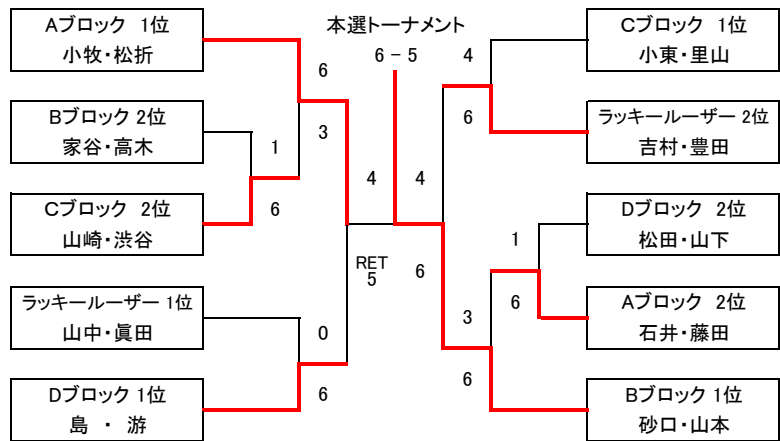 本選トーナメント
6 － 5
Aブロック 1位
小牧・松折
Bブロック 2位
家谷・高木
Cブロック 2位
山崎・渋谷
ラッキールーザー 1位
山中・眞田
Dブロック 1位
島 ・ 游
6
3
1
6
4
RET
5
0
6
4
6
4
6
1
6
3
6
Cブロック 1位
小東・里山
ラッキールーザー 2位
吉村・豊田
Dブロック 2位
松田・山下
Aブロック 2位
石井・藤田
Bブロック 1位
砂口・山本